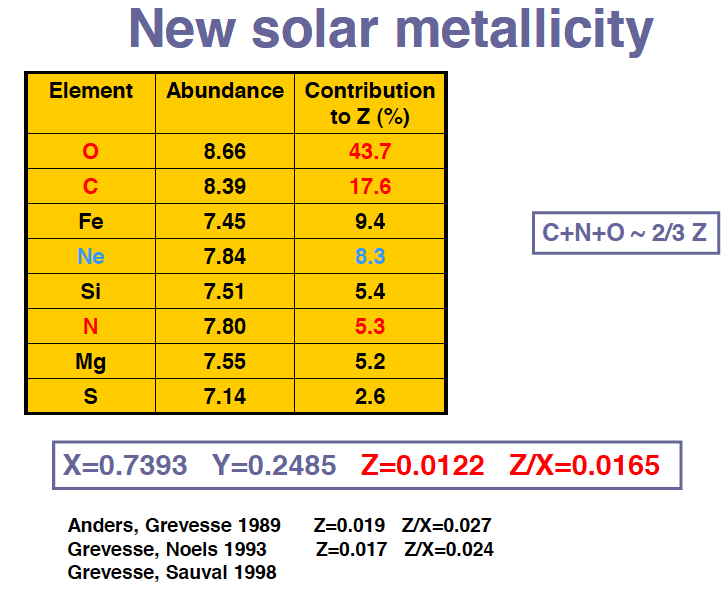 New solar metallicity
Element Abundance Contribution
to Z (%)
O 8.66 43.7
C 8.39 17.6
Fe 7.45 9.4
Ne 7.84 8.3
Si 7.51 5.4
N 7.80 5.3
Mg 7.55 5.2
S 7.14 2.6
C+N+O ~ 2/3 Z
X=0.7393 Y=0.2485 Z=0.0122 Z/X=0.0165
Anders, Grevesse 1989 Z=0.019 Z/X=0.027
Grevesse, Noels 1993 Z=0.017 Z/X=0.024
Grevesse, Sauval 1998